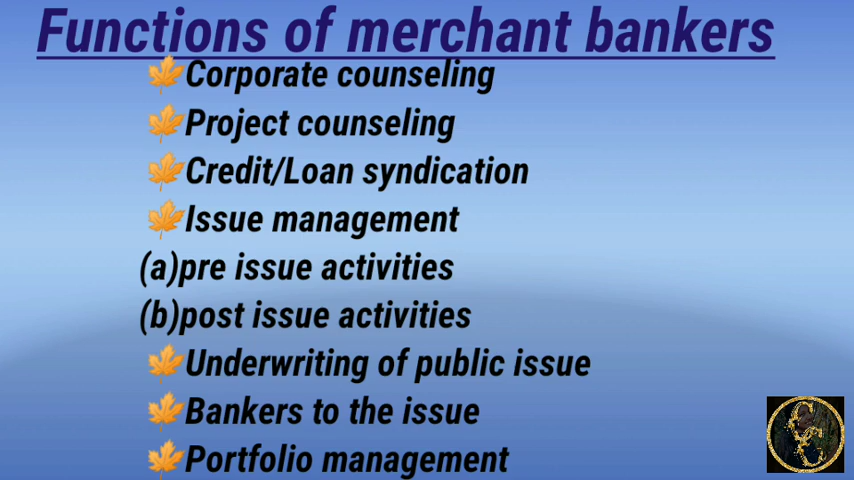 Functions of merchant bankers
🍁Corporate counseling
🍁Project counseling
🍁Credit/Loan syndication
🍁Issue management
(a)pre issue activities
(b)post issue activities
🍁Underwriting of public issue
🍁Bankers to the issue
🍁Portfolio management